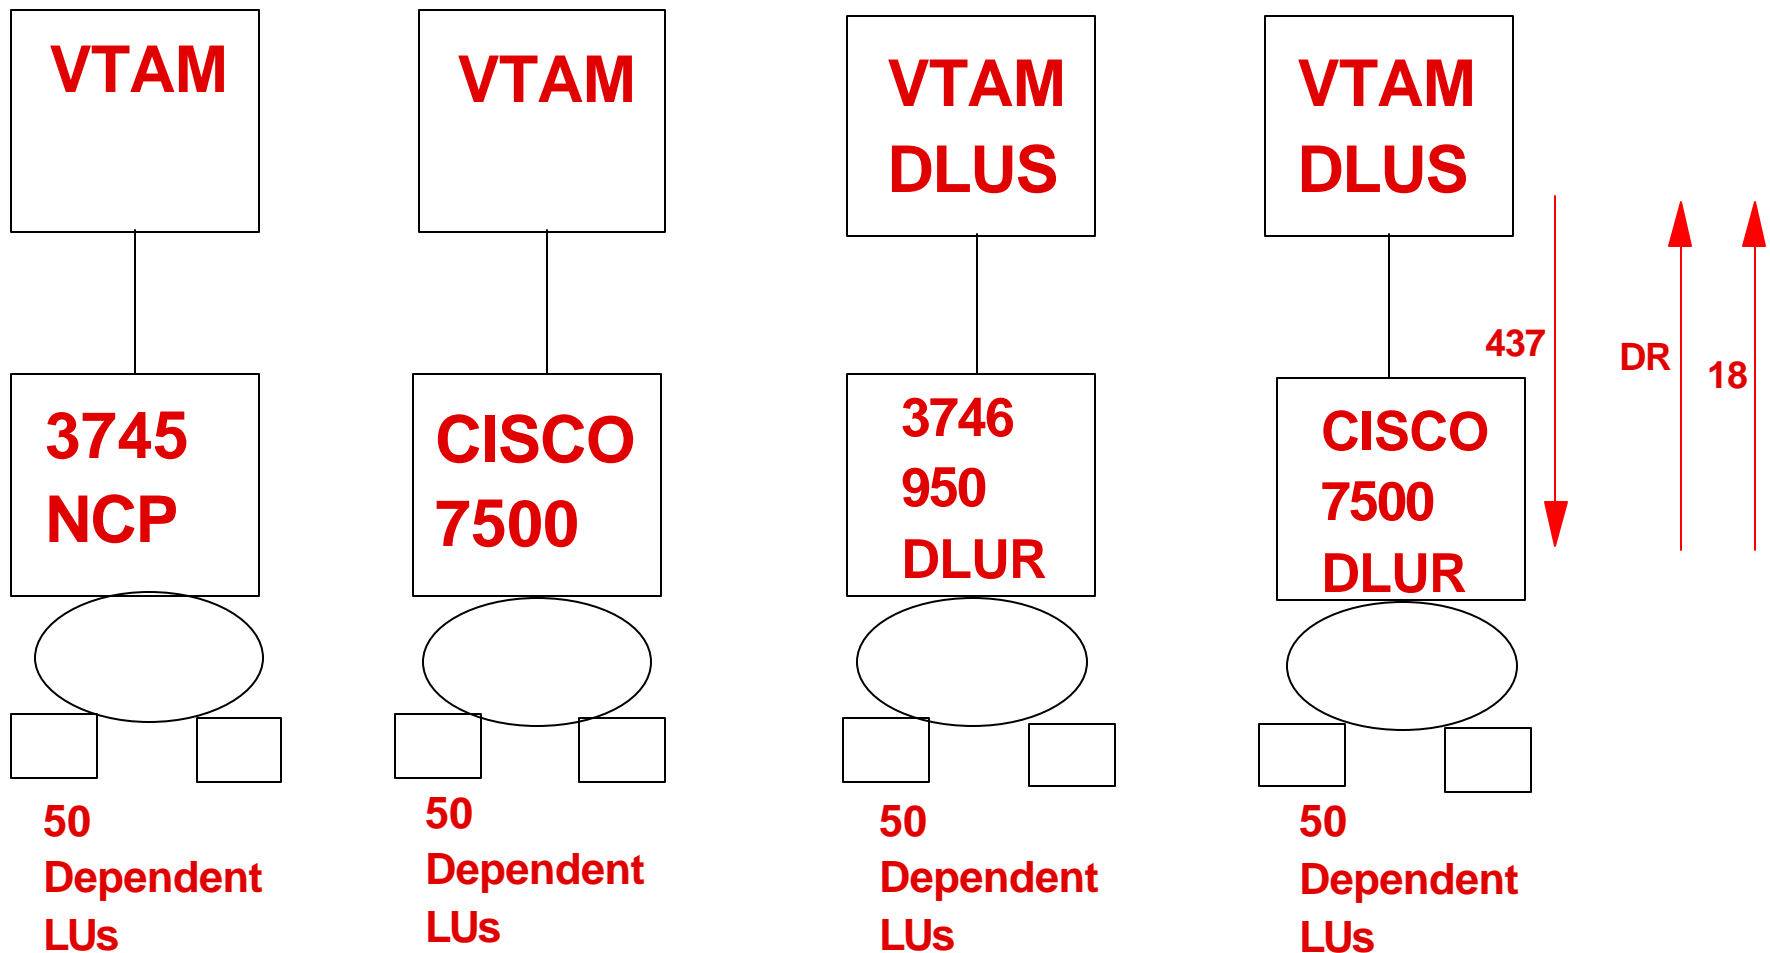 VTAM
3745
NCP
50
Dependent
LUs
VTAM
CISCO
7500
50
Dependent
LUs
VTAM
DLUS
3746
950
DLUR
50
Dependent
LUs
VTAM
DLUS
CISCO
7500
DLUR
50
Dependent
LUs
437
DR
18